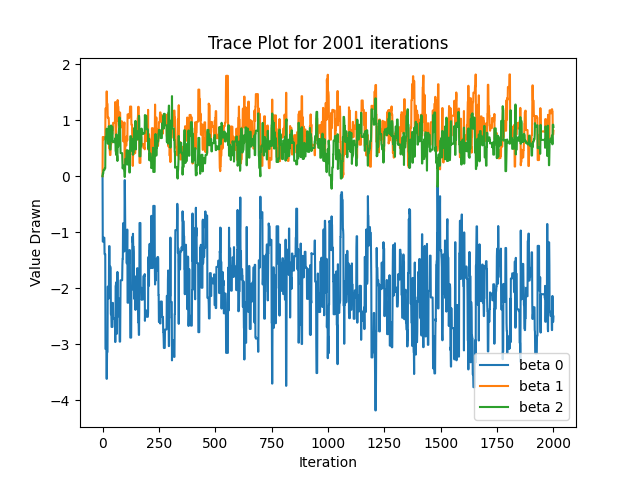 Trace Plot for 2001 iterations
2
1
0
−1
−2
−3
−4
Value Drawn
0
250
500
750
1000
1250
1500
1750
2000
Iteration
beta 0
beta 1
beta 2